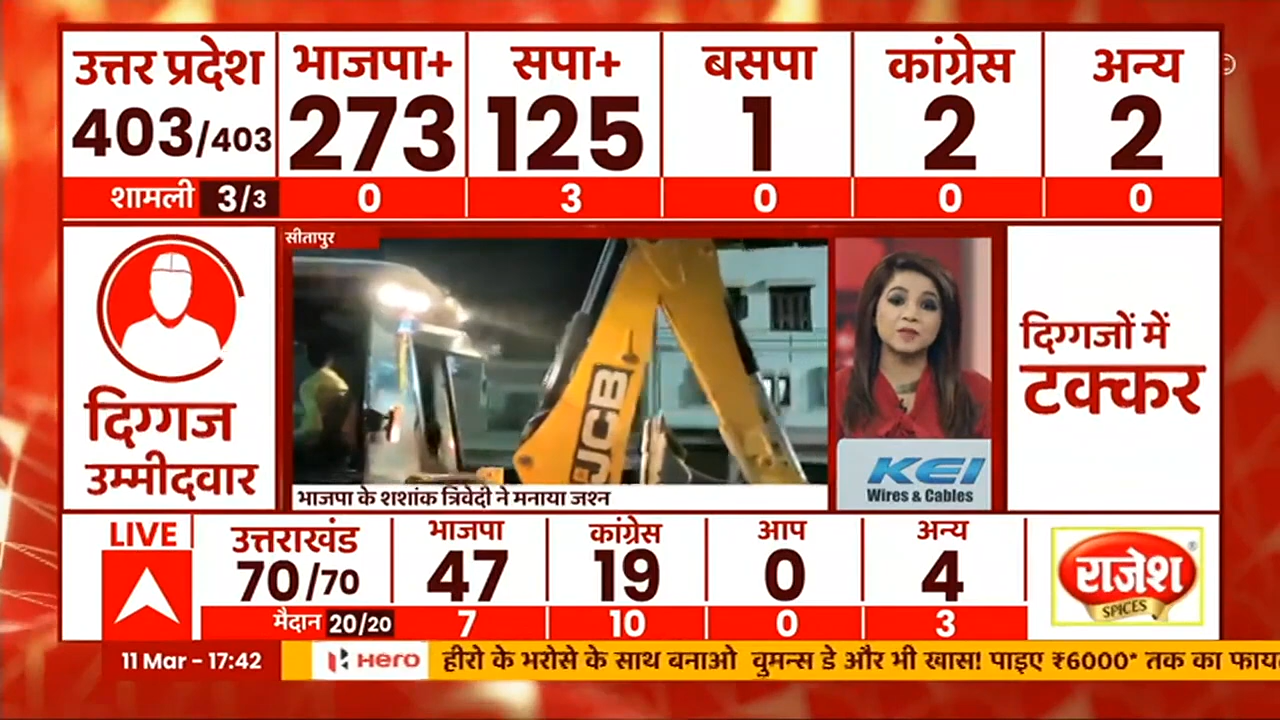 उत्तर प्रदेश भाजपा+ सपा+ बसपा कांग्रेस अन्य
403/403 273 125 1 2 2
शामली 3/3 0 3 0 0 0
सीतापुर
दिग्गज
उम्मीदवार
JCB
दिग्गजों में
टक्कर
KEI
Wires & Cables
भाजपा के शशांक त्रिवेदी ने मनाया जश्न
LIVE
उत्तराखंड भाजपा कांग्रेस आप अन्य
70/70 47 19 0 4
मैदान 20/20 7 10 0 3
राजेश
SPICES
11 Mar - 17:42
Hero हीरो के भरोसे के साथ बनाओ वुमन्स डे और भी खास! पाइए ₹6000* तक का